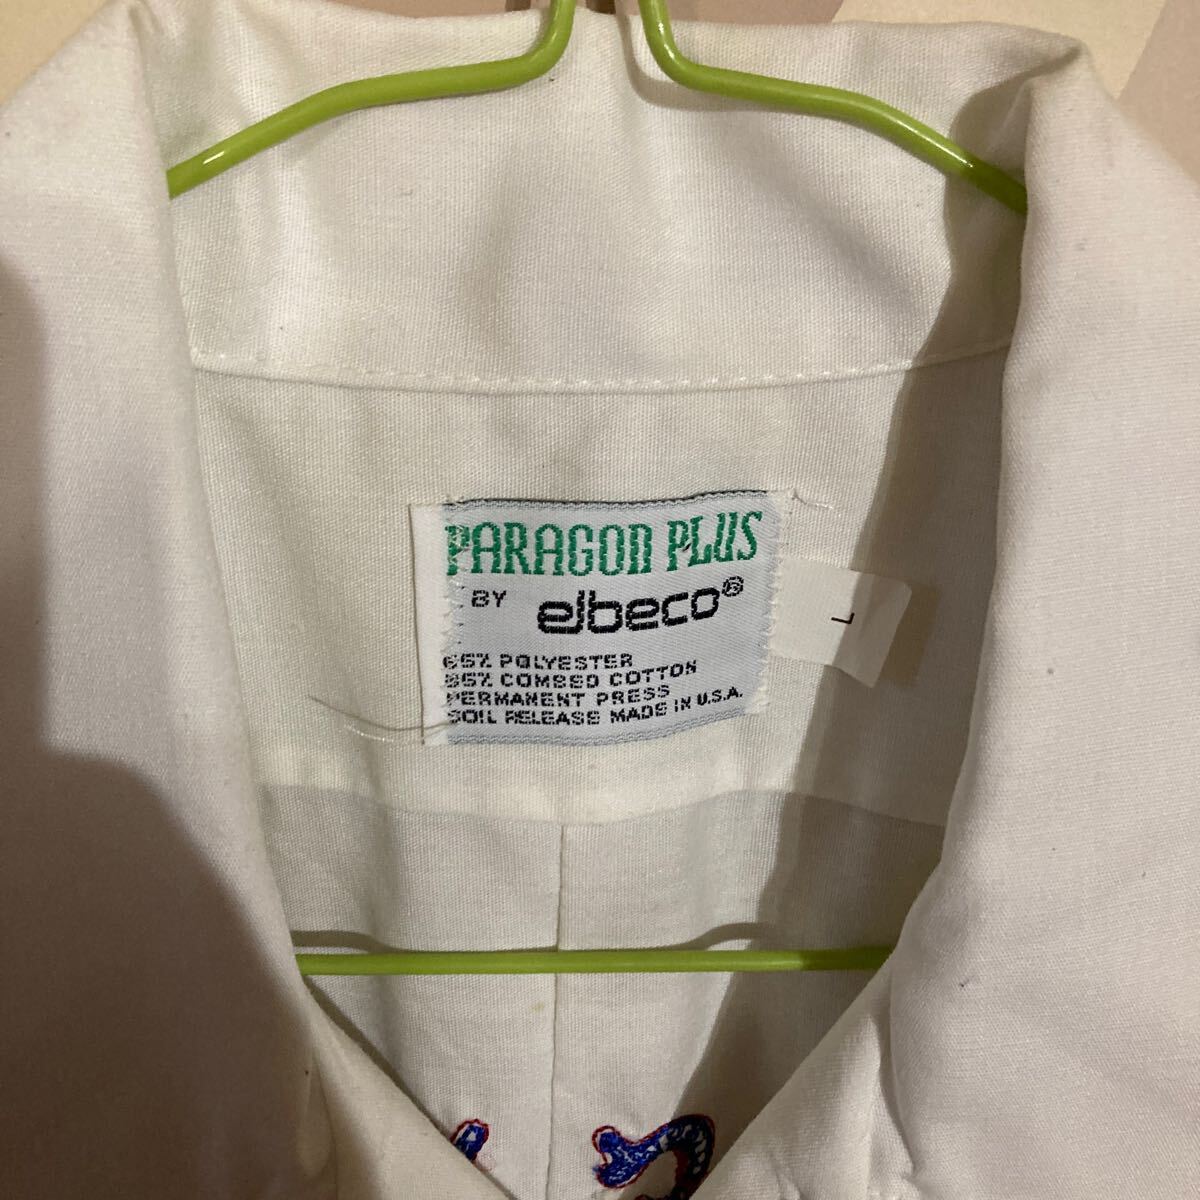 PARAGON PLUS
BY elbeco®
65% POLYESTER
35% COMBED COTTON
PERMANENT PRESS
SOIL RELEASE MADE IN U.S.A.
L